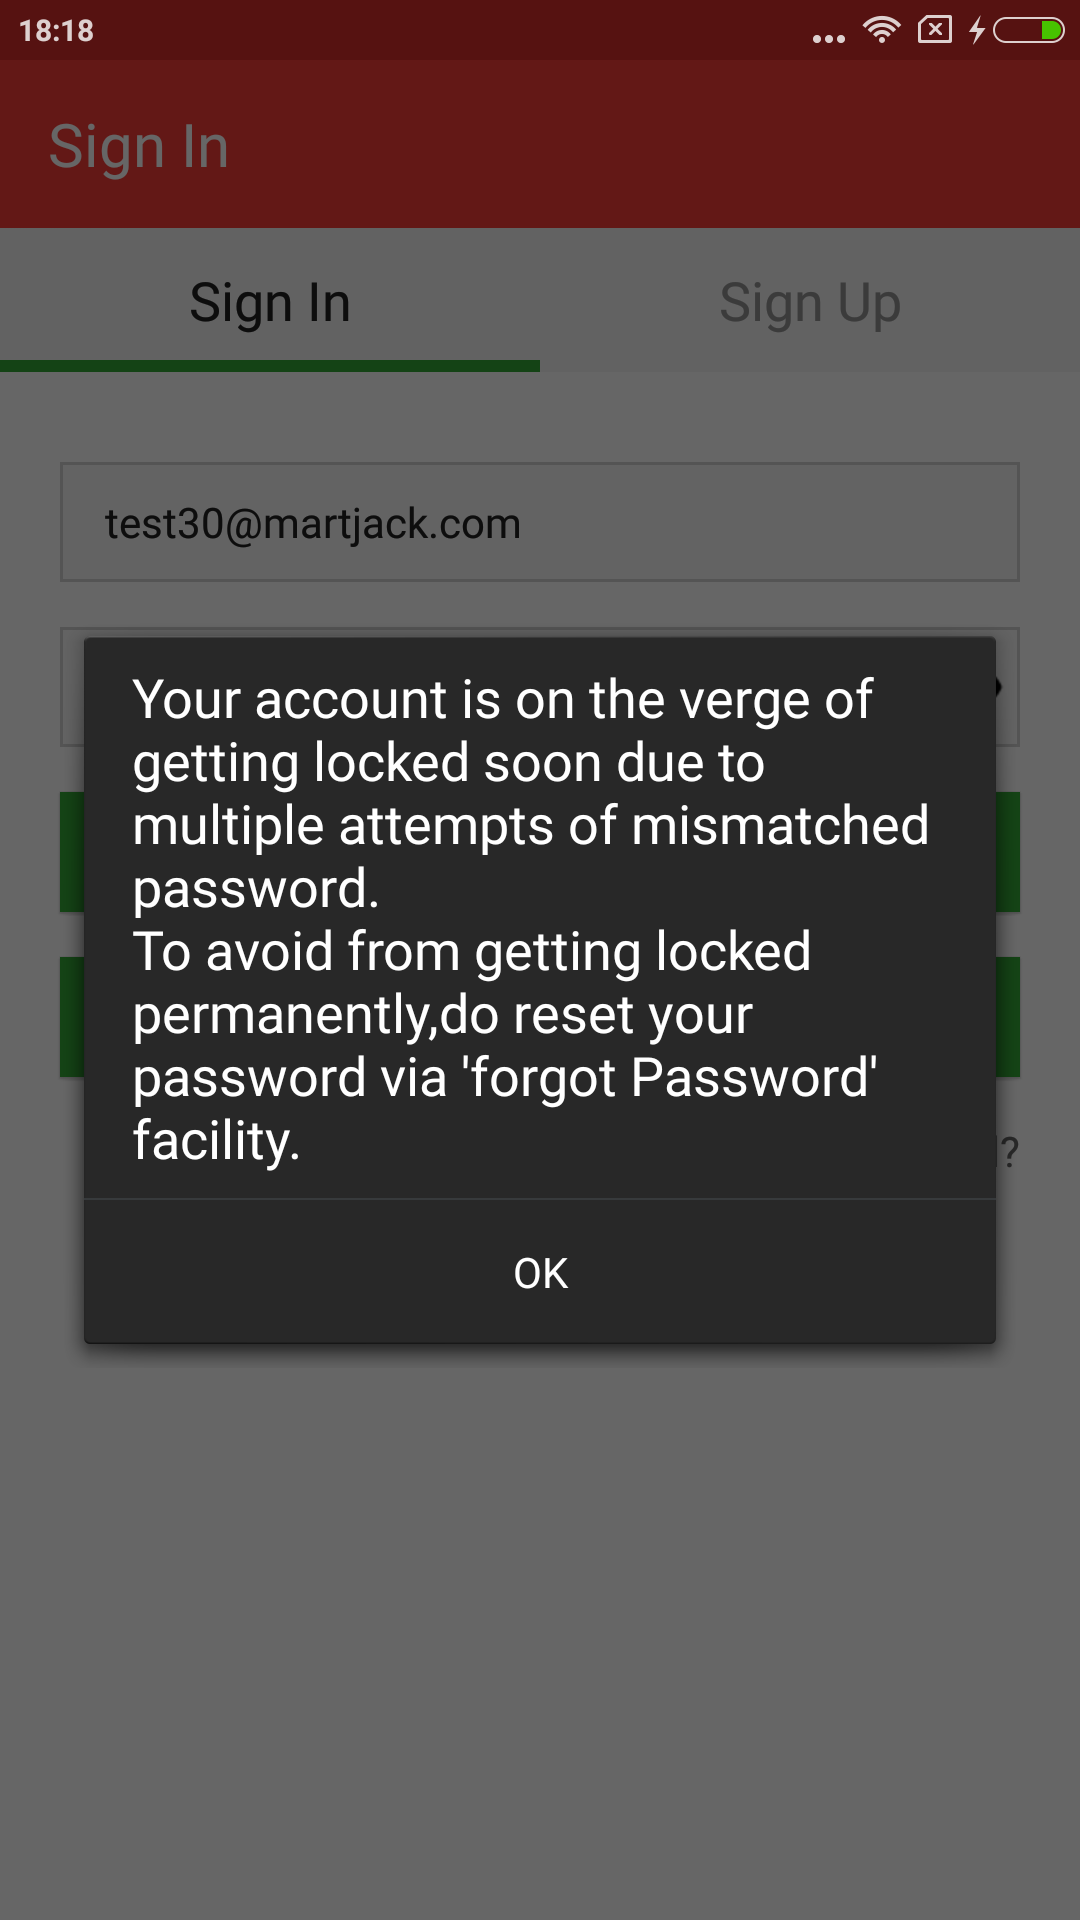 18:18
Sign In
Sign In
Sign Up
test30@martjack.com
Your account is on the verge of
getting locked soon due to
multiple attempts of mismatched
password.
To avoid from getting locked
permanently,do reset your
password via 'forgot Password'
facility.
?
OK